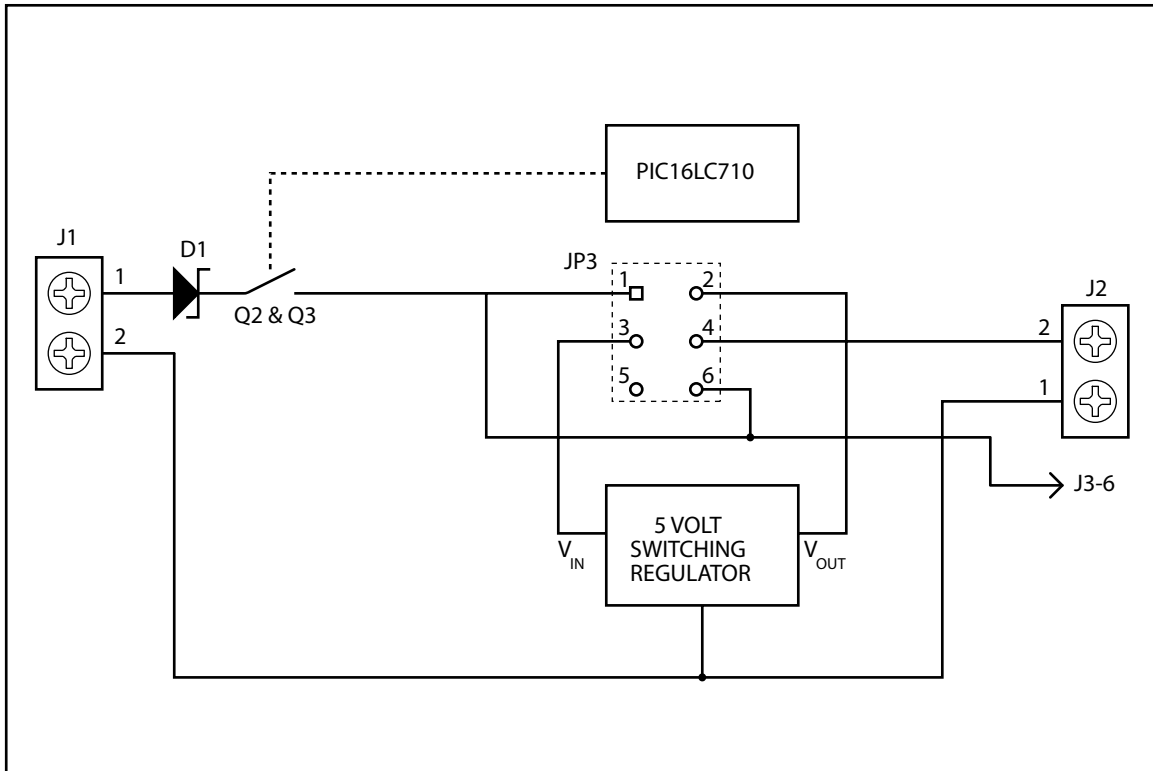 PIC16LC710
J1
D1
JP3
1
1
2
J2
Q2 & Q3
2
3
4
2
5
6
1
J3-6
5 VOLT
SWITCHING
REGULATOR
VIN
VOUT